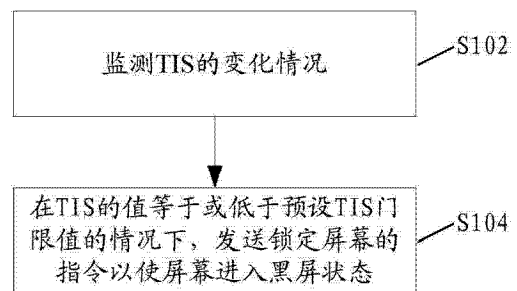 监测TIS的变化情况
S102
在TIS的值等于或低于预设TIS门
限值的情况下，发送锁定屏幕的
指令以使屏幕进入黑屏状态
S104